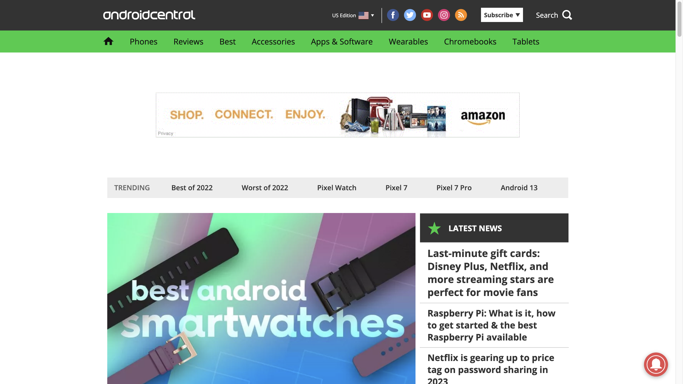 androidcentral
US Edition
Subscribe
Search
Phones
Reviews
Best
Accessories
Apps & Software
Wearables
Chromebooks
Tablets
SHOP. CONNECT. ENJOY.
amazon
Privacy
TRENDING
Best of 2022
Worst of 2022
Pixel Watch
Pixel 7
Pixel 7 Pro
Android 13
best android
smartwatches
LATEST NEWS
Last-minute gift cards:
Disney Plus, Netflix, and
more streaming stars are
perfect for movie fans
Raspberry Pi: What is it, how
to get started & the best
Raspberry Pi available
Netflix is gearing up to price
tag on password sharing in
2023